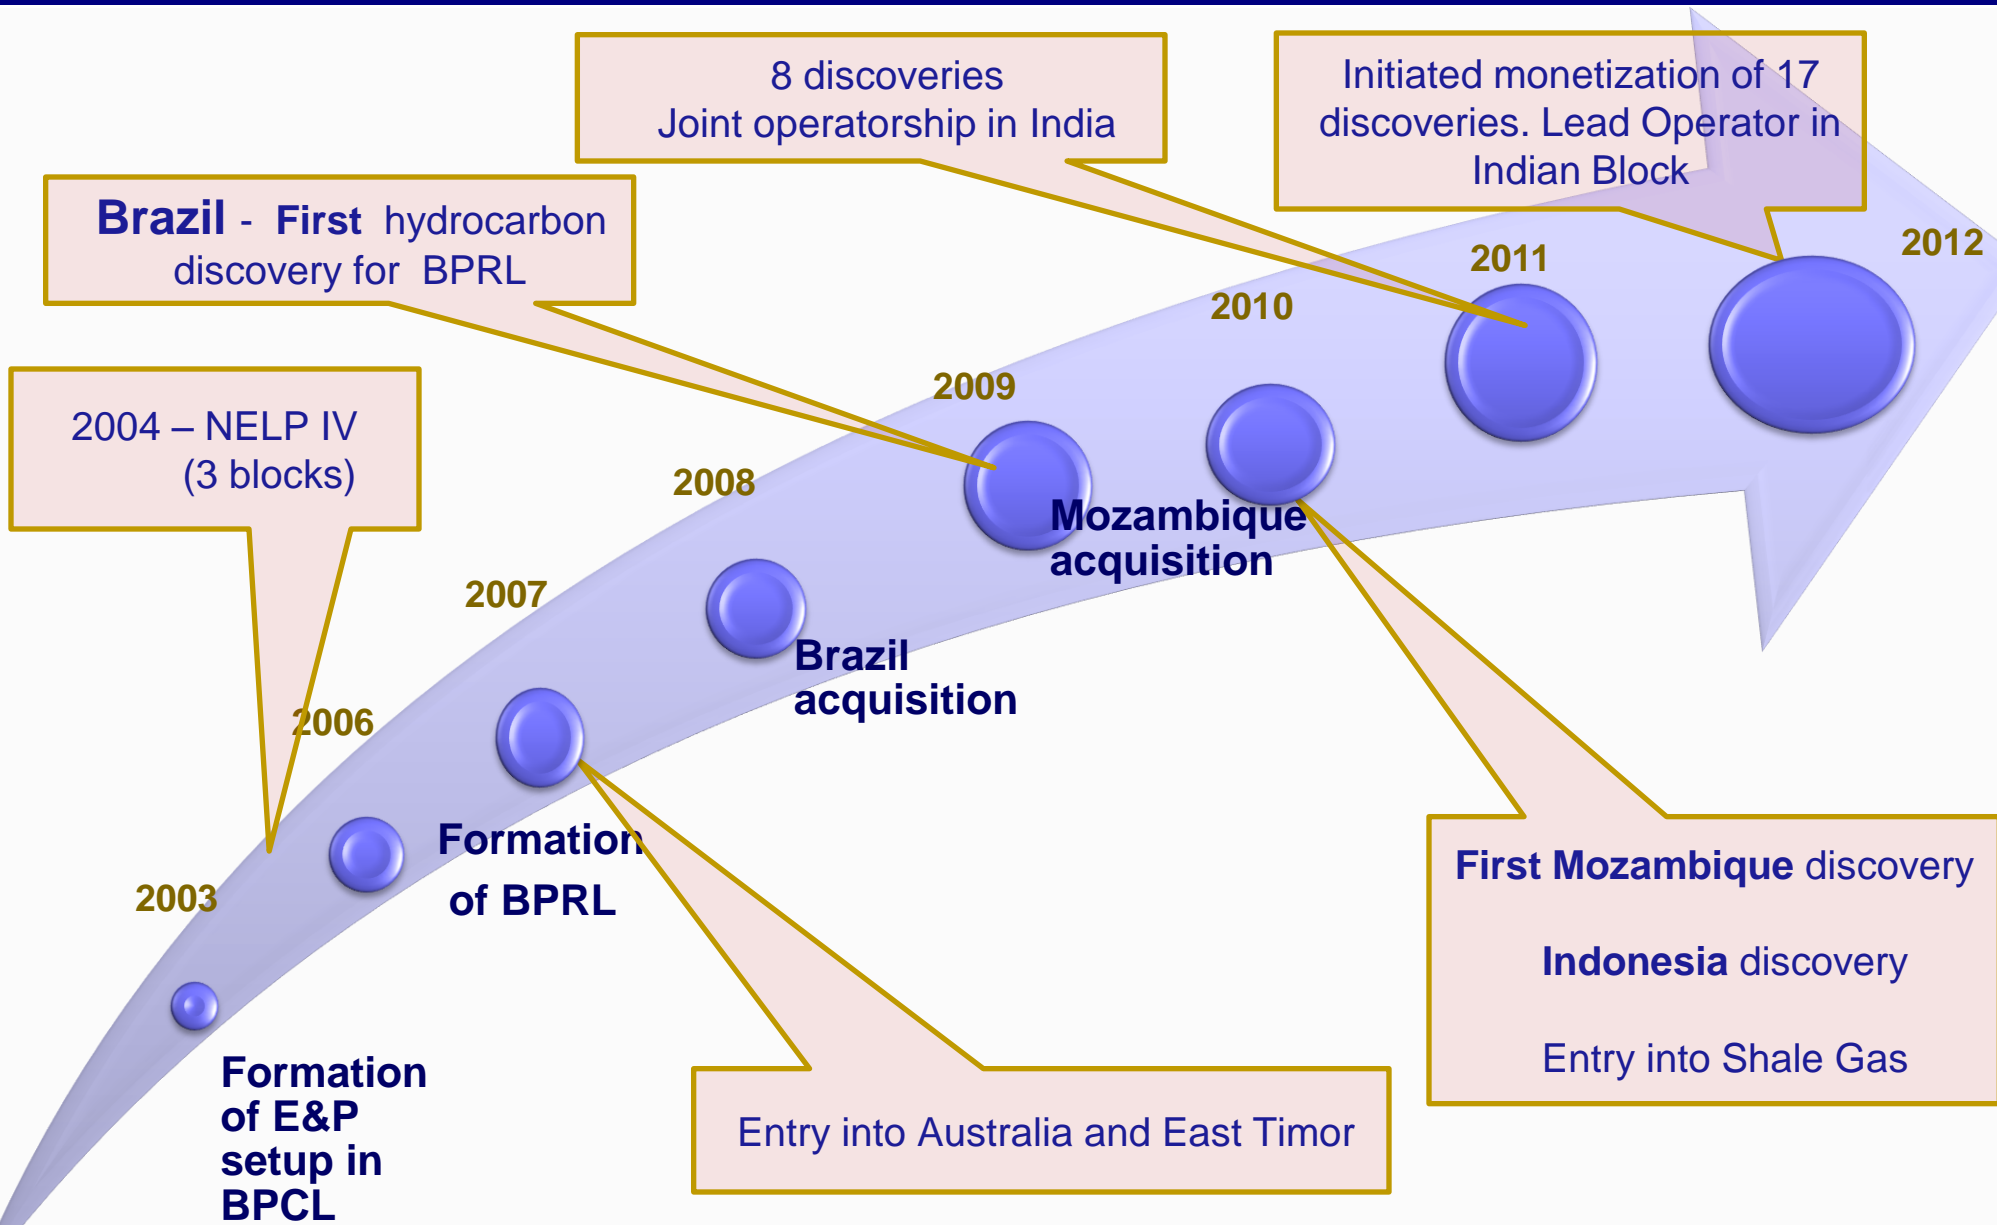 8 discoveries
Joint operatorship in India
Initiated monetization of 17
discoveries. Lead Operator in
Indian Block
Brazil - First hydrocarbon
discovery for BPRL
2012
2011
2010
2009
2004 – NELP IV
(3 blocks)
2008
Mozambique
acquisition
2007
Brazil
acquisition
2006
Formation
of BPRL
2003
First Mozambique discovery
Indonesia discovery
Entry into Shale Gas
Formation
of E&P
setup in
BPCL
Entry into Australia and East Timor